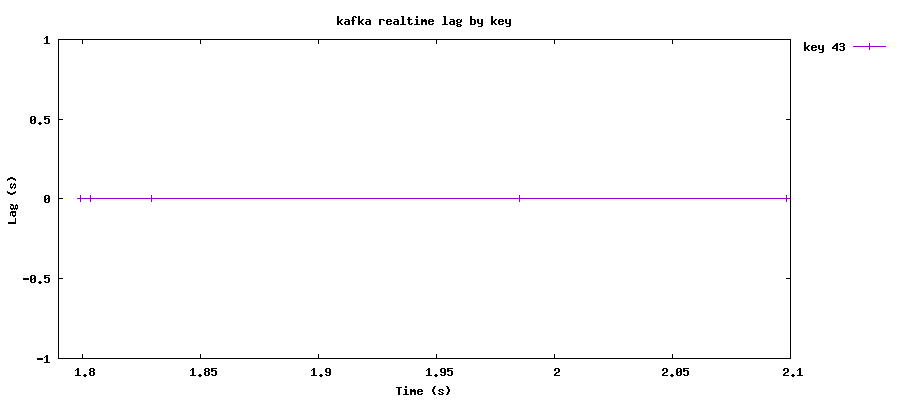 kafka realtime lag by key
key 43
1
0.5
0
-0.5
-1
Lag (s)
1.8 1.85 1.9 1.95 2 2.05 2.1
Time (s)